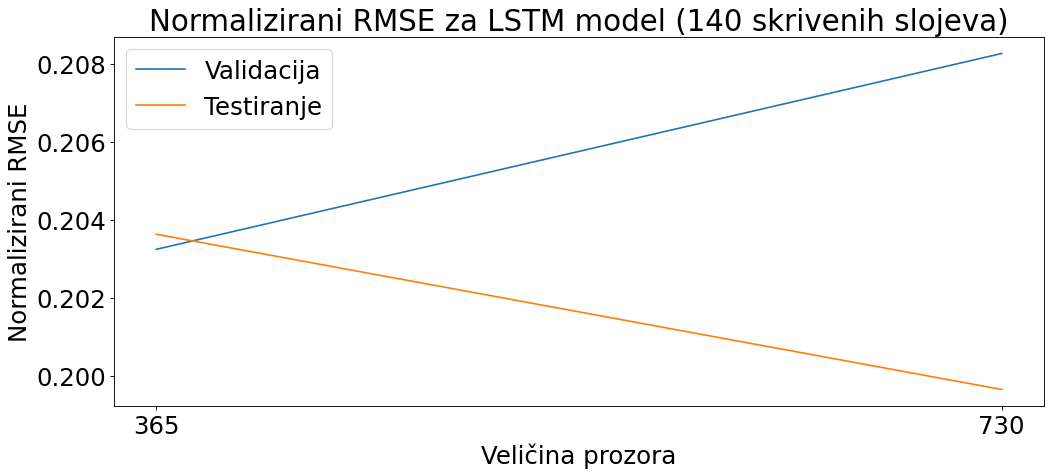 Normalizirani RMSE za LSTM model (140 skrivenih slojeva)
Normalizirani RMSE
0.208
0.206
0.204
0.202
0.200
Validacija
Testiranje
365
730
Veličina prozora